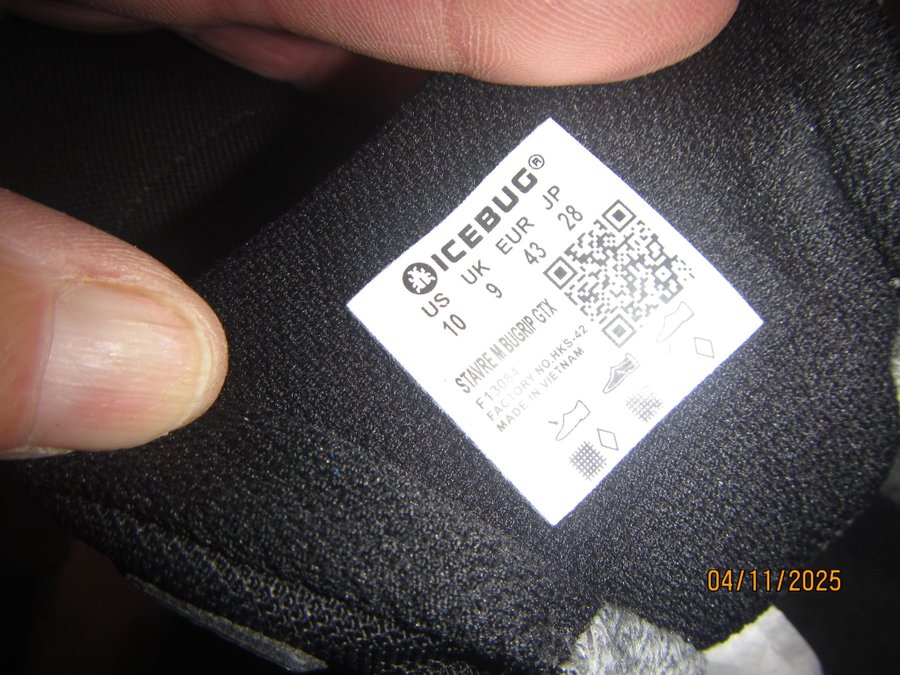 ICEBUG®
US UK EUR JP
10 9 43 28
STAVRE M BUGRIP GTX
F13084
FACTORY NO.HKS-42
MADE IN VIETNAM
04/11/2025